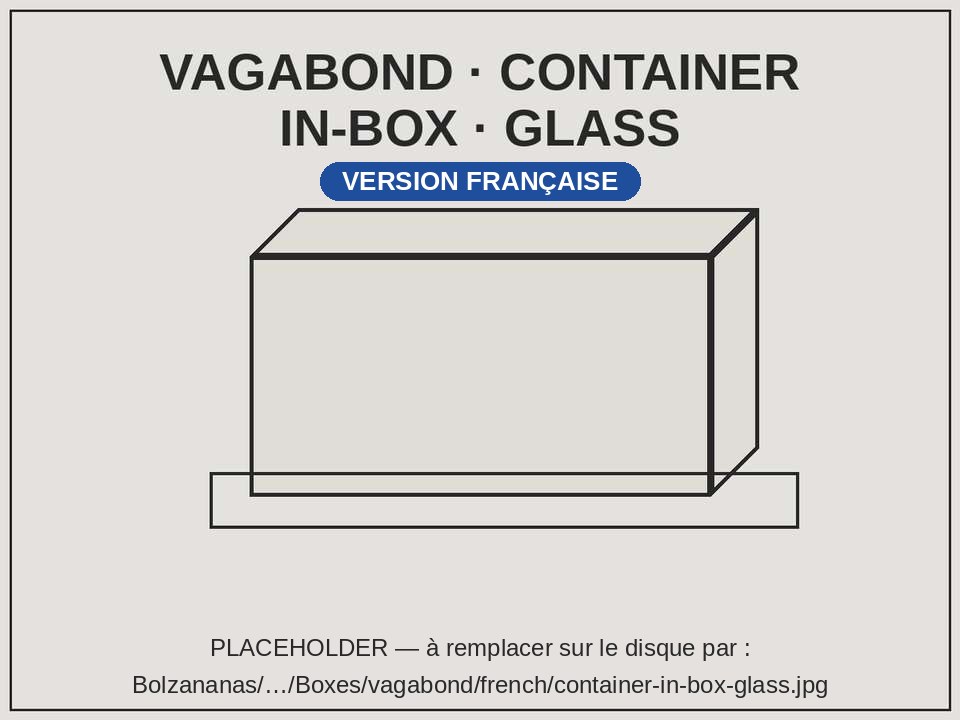 VAGABOND · CONTAINER
IN-BOX · GLASS
VERSION FRANÇAISE
PLACEHOLDER — à remplacer sur le disque par :
Bolzananas/…/Boxes/vagabond/french/container-in-box-glass.jpg